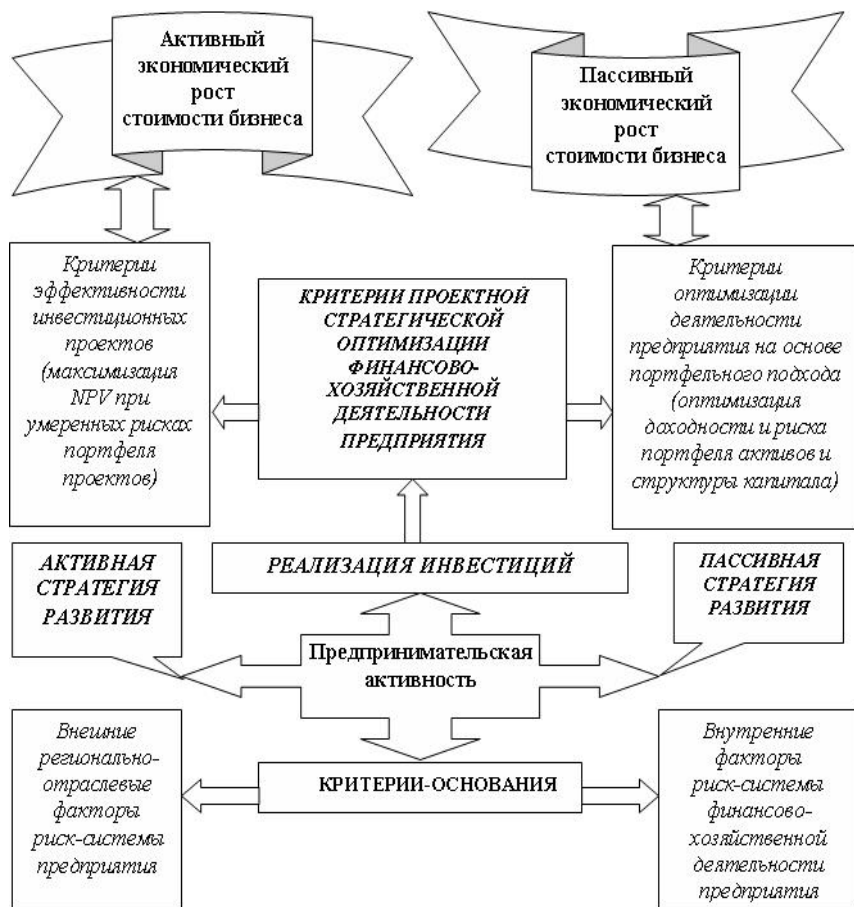 Активный
экономический
рост
стоимости бизнеса
Пассивный
экономический
рост
стоимости бизнеса
Критерии
эффективности
инвестиционных
проектов
(максимизация
NPV при
умеренных рисках
портфеля
проектов)
КРИТЕРИИ ПРОЕКТНОЙ
СТРАТЕГИЧЕСКОЙ
ОПТИМИЗАЦИИ
ФИНАНСОВО-
ХОЗЯЙСТВЕННОЙ
ДЕЯТЕЛЬНОСТИ
ПРЕДПРИЯТИЯ
Критерии
оптимизации
деятельности
предприятия на основе
портфельного подхода
(оптимизация
доходности и риска
портфеля активов и
структуры капитала)
АКТИВНАЯ
СТРАТЕГИЯ
РАЗВИТИЯ
РЕАЛИЗАЦИЯ ИНВЕСТИЦИЙ
ПАССИВНАЯ
СТРАТЕГИЯ
РАЗВИТИЯ
Предпринимательская
активность
Внешние
регионально-
отраслевые
факторы
риск-системы
предприятия
КРИТЕРИИ-ОСНОВАНИЯ
Внутренние
факторы
риск-системы
финансово-
хозяйственной
деятельности
предприятия